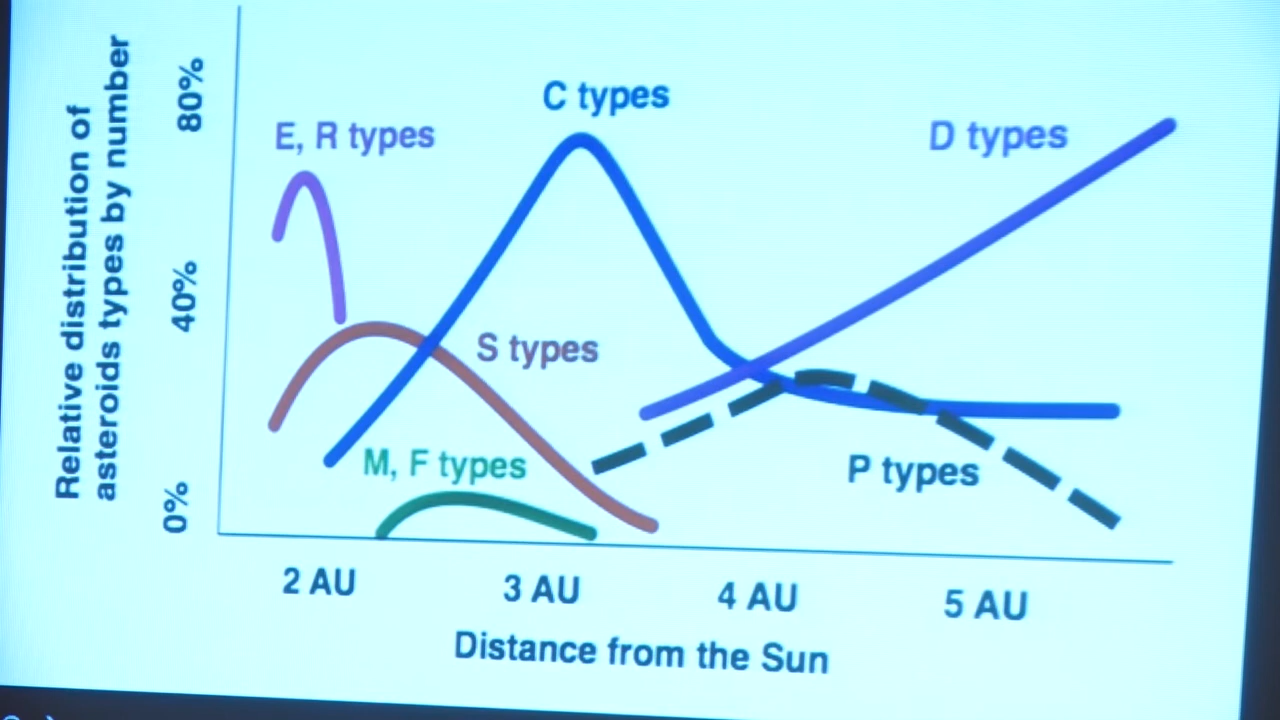 Relative distribution of
asteroids types by number
80%
40%
0%
E, R types
C types
D types
S types
M, F types
P types
2 AU
3 AU
4 AU
5 AU
Distance from the Sun